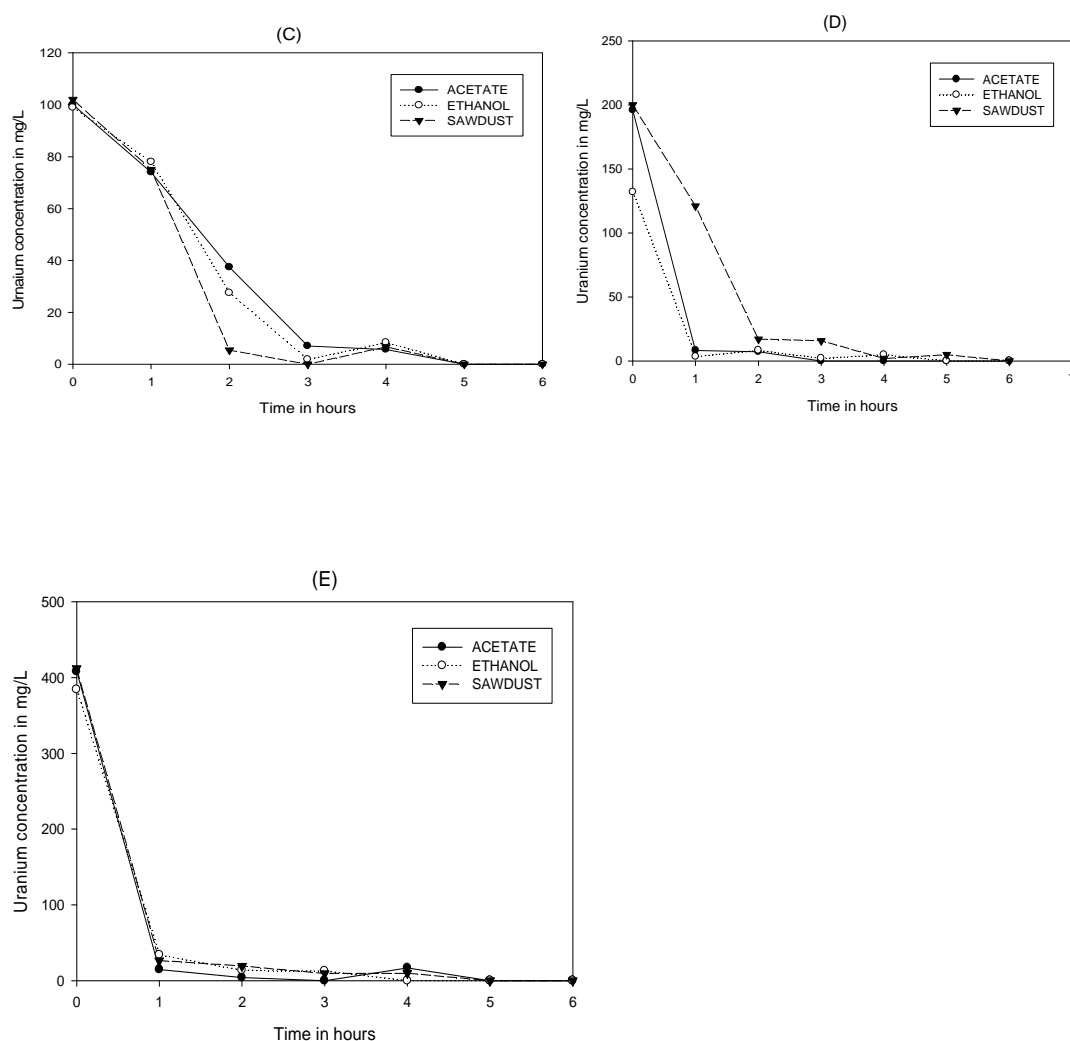 (C)
120
100
80
60
40
20
0
Urnaium concentration in mg/L
ACETATE
ETHANOL
SAWDUST
0 1 2 3 4 5 6
Time in hours
(D)
250
200
150
100
50
0
Uranium concentration in mg/L
ACETATE
ETHANOL
SAWDUST
0 1 2 3 4 5 6
Time in hours
(E)
500
400
300
200
100
0
Uranium concentration in mg/L
ACETATE
ETHANOL
SAWDUST
0 1 2 3 4 5 6
Time in hours